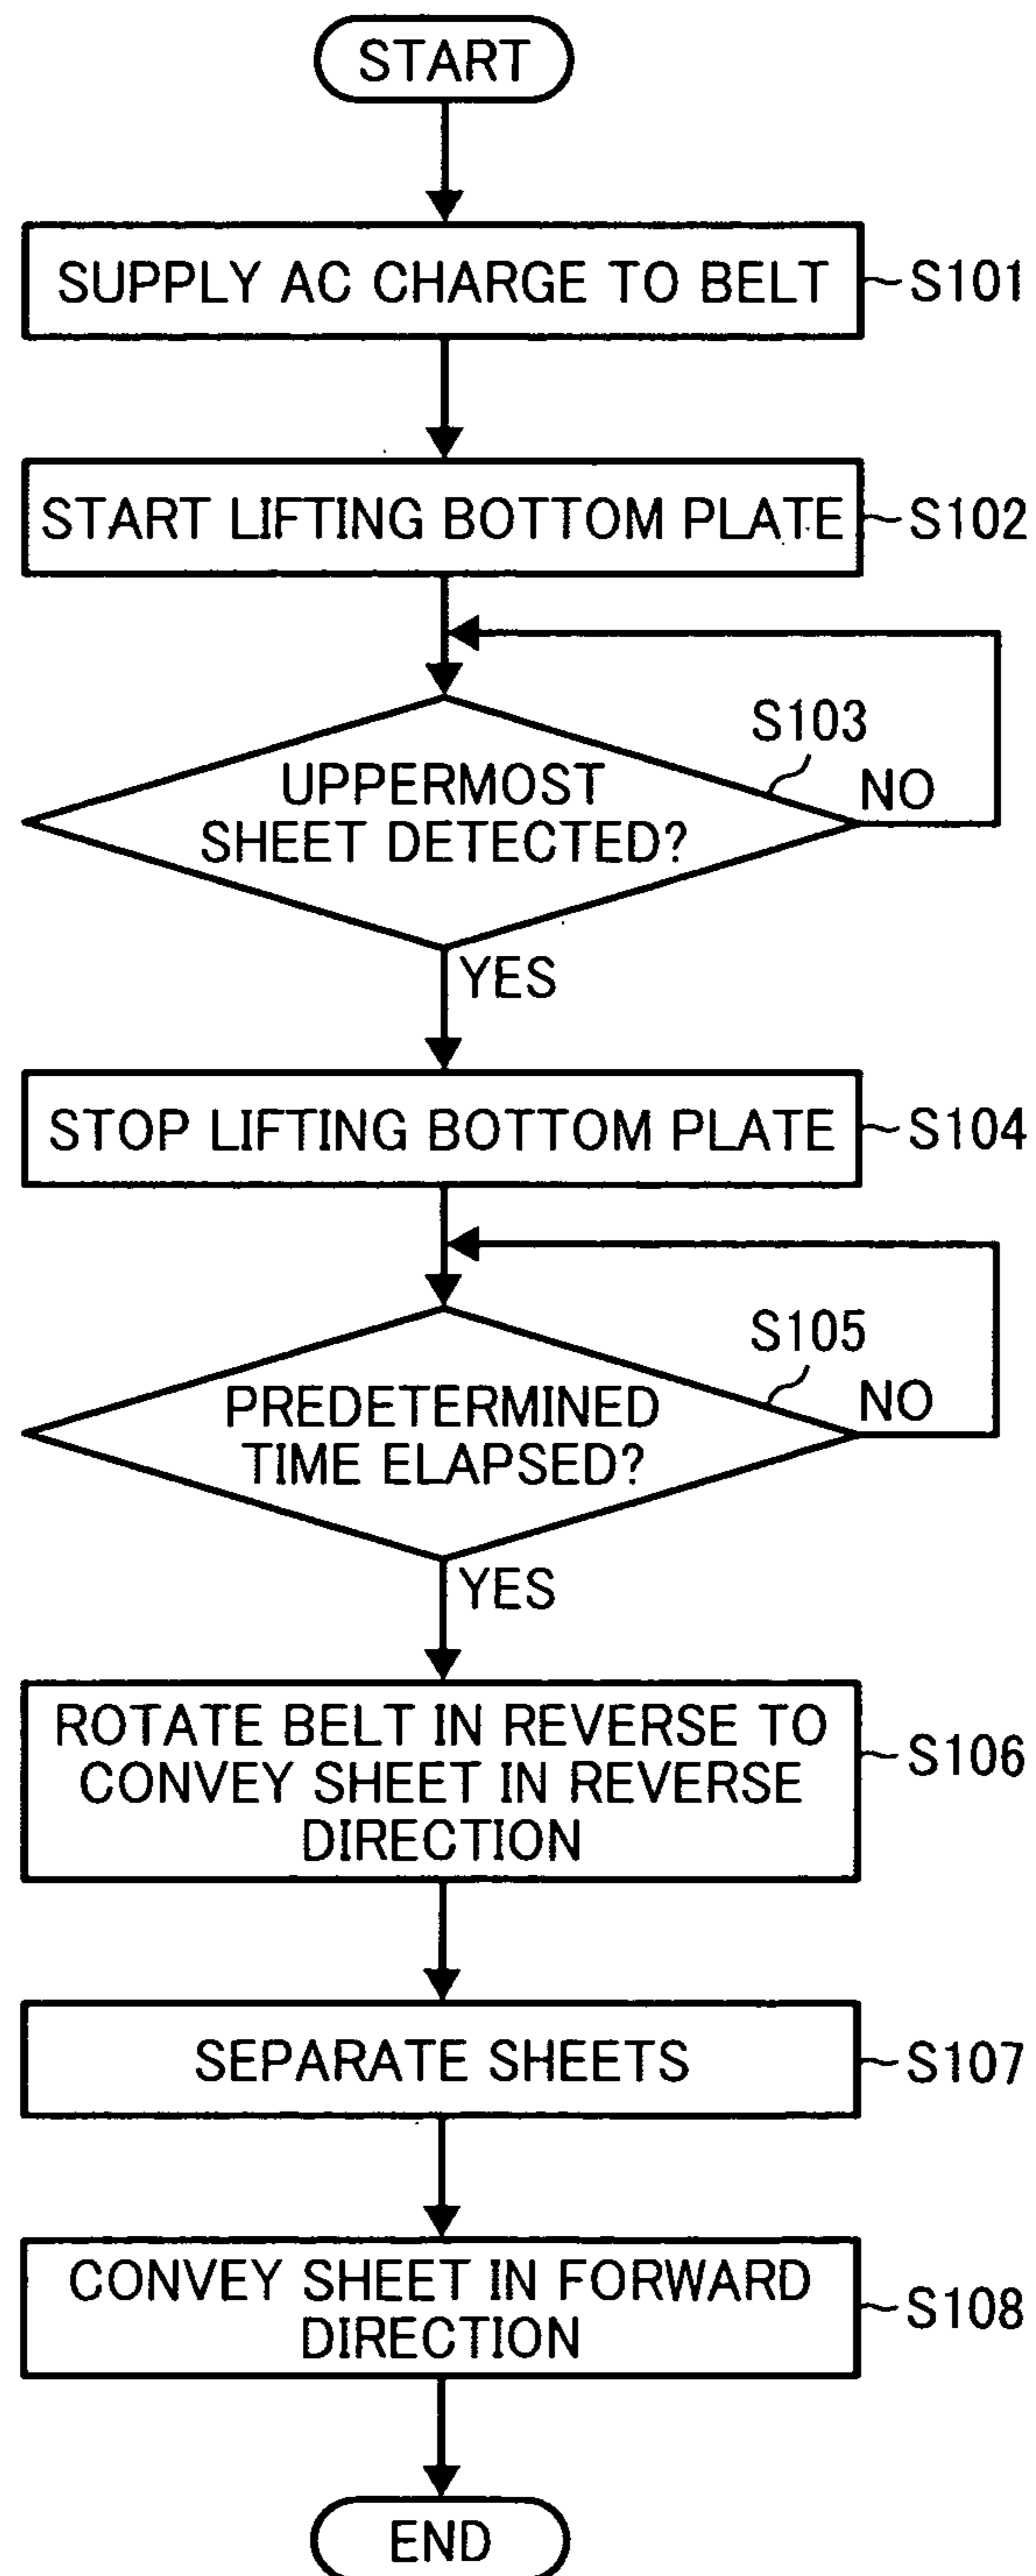 START
SUPPLY AC CHARGE TO BELT
S101
START LIFTING BOTTOM PLATE
S102
S103
UPPERMOST
SHEET DETECTED?
NO
YES
STOP LIFTING BOTTOM PLATE
S104
S105
PREDETERMINED
TIME ELAPSED?
NO
YES
ROTATE BELT IN REVERSE TO
CONVEY SHEET IN REVERSE
DIRECTION
S106
SEPARATE SHEETS
S107
CONVEY SHEET IN FORWARD
DIRECTION
S108
END